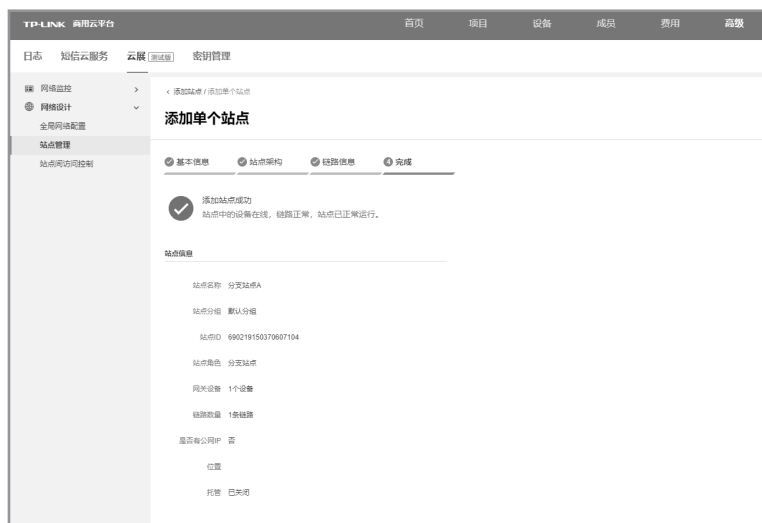 TP-LINK 商用云平台 首页 项目 设备 成员 费用 高级
日志 短信云服务 云展 测试版 密钥管理
网络监控
网络设计
全局网络配置
站点管理
站点间访问控制
< 添加站点 / 添加单个站点
添加单个站点
基本信息 站点架构 链路信息 4 完成
添加站点成功
站点中的设备在线，链路正常，站点已正常运行。
站点信息
站点名称 分支站点A
站点分组 默认分组
站点ID 690219150370607104
站点角色 分支站点
网关设备 1个设备
链路数量 1条链路
是否有公网IP 否
位置
托管 已关闭